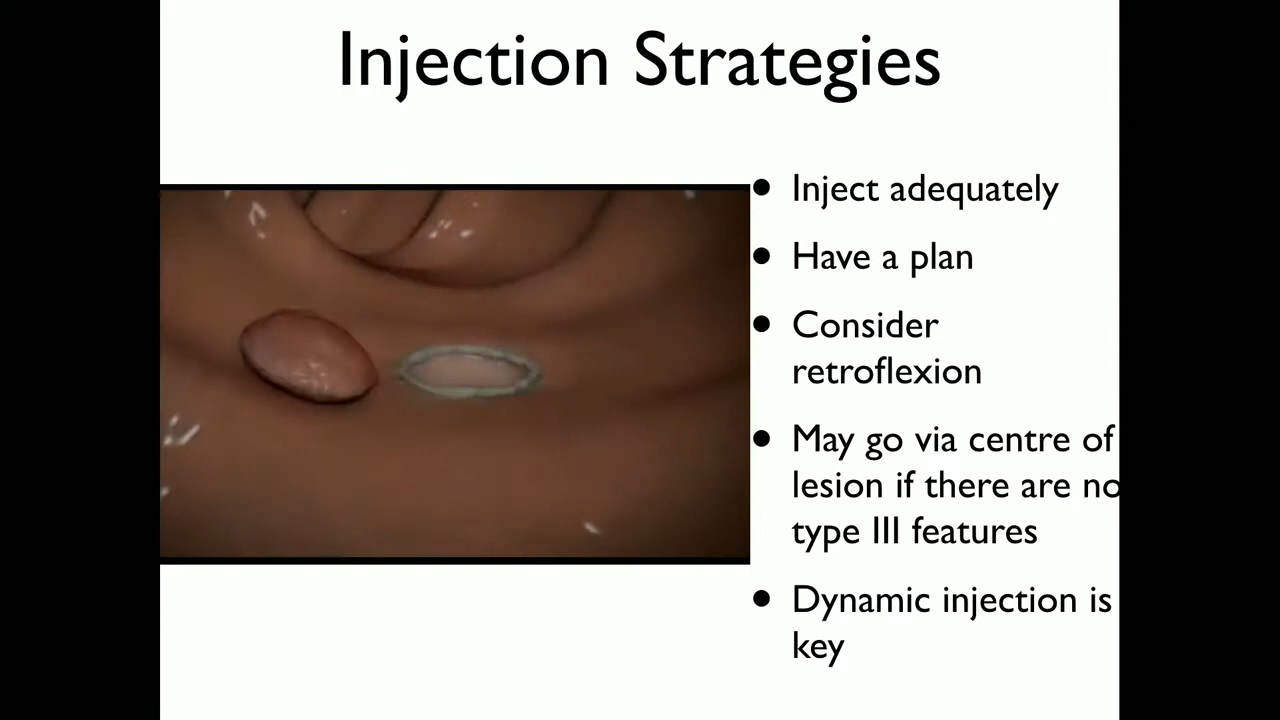 Injection Strategies
• Inject adequately
• Have a plan
• Consider
retroflexion
• May go via centre of
lesion if there are no
type III features
• Dynamic injection is
key